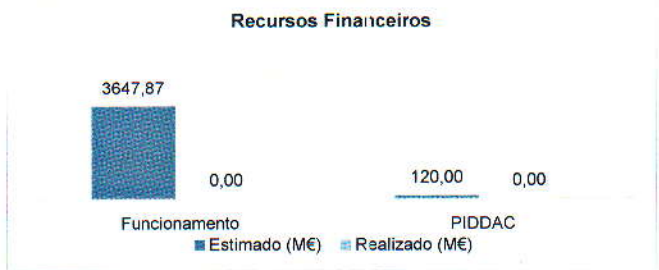 Recursos Financeiros
3647,87
0,00
120,00
0,00
Funcionamento
PIDDAC
Estimado (M€)
Realizado (M€)